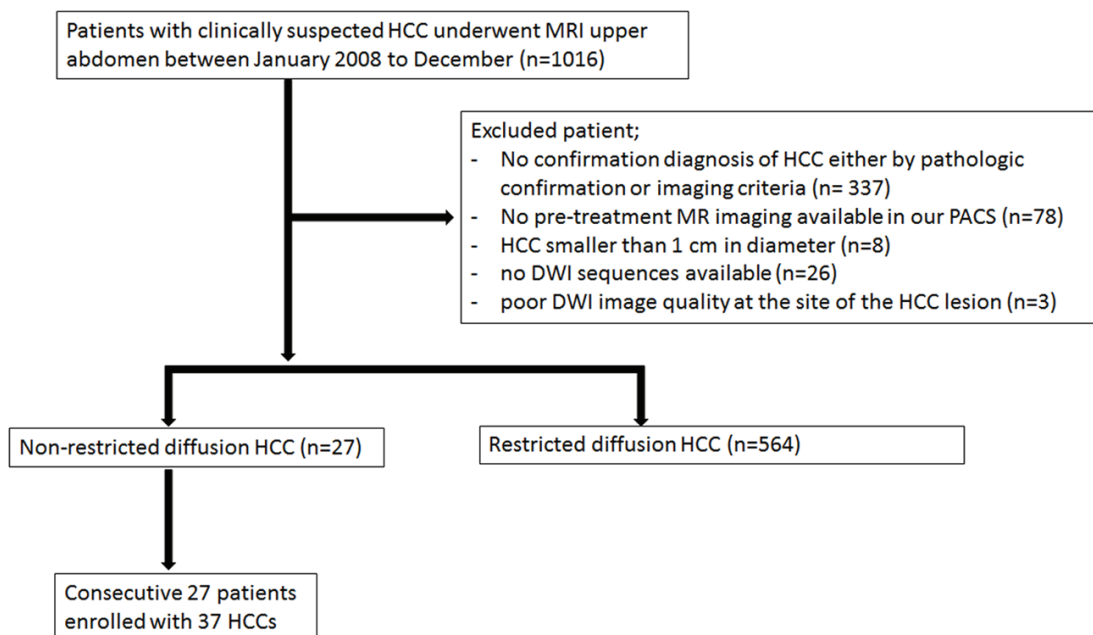 Patients with clinically suspected HCC underwent MRI upper
abdomen between January 2008 to December (n=1016)
Excluded patient;
- No confirmation diagnosis of HCC either by pathologic
confirmation or imaging criteria (n= 337)
- No pre-treatment MR imaging available in our PACS (n=78)
- HCC smaller than 1 cm in diameter (n=8)
- no DWI sequences available (n=26)
- poor DWI image quality at the site of the HCC lesion (n=3)
Non-restricted diffusion HCC (n=27)
Restricted diffusion HCC (n=564)
Consecutive 27 patients
enrolled with 37 HCCs